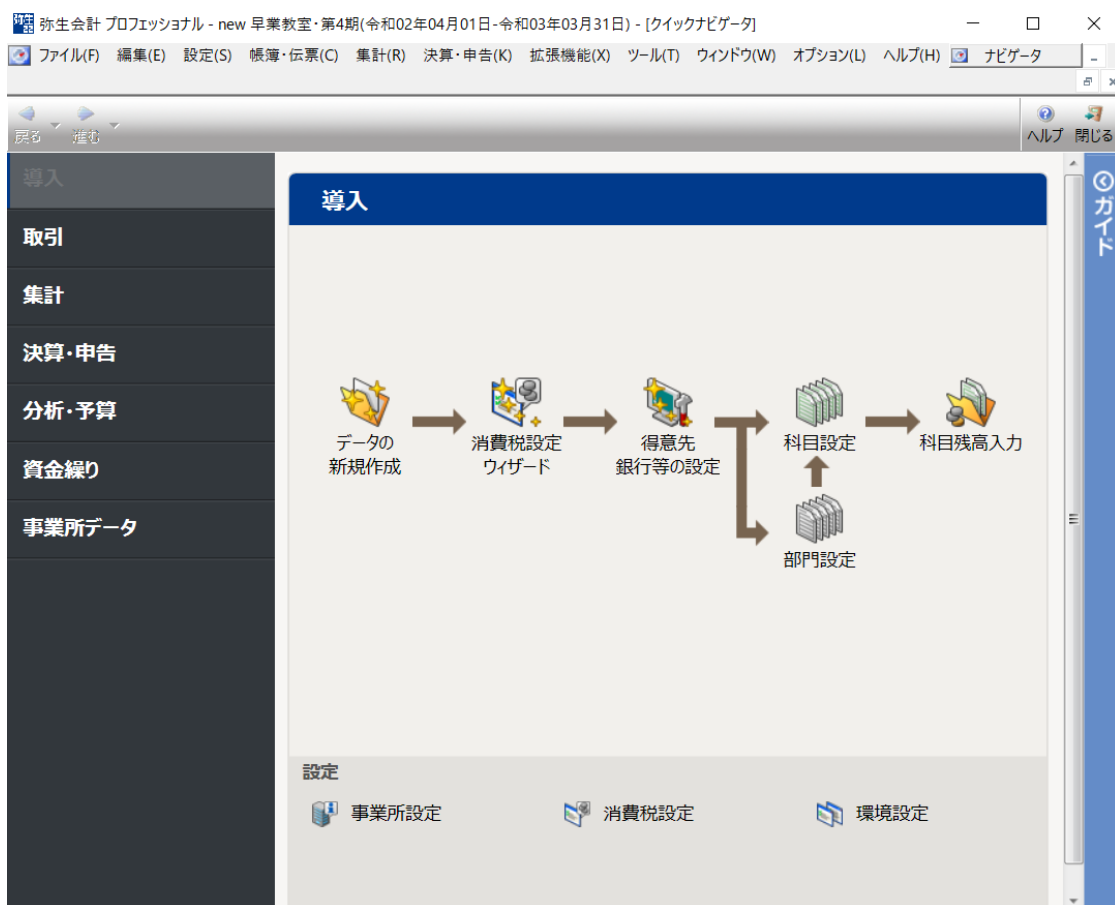 弥生会計 プロフェッショナル - new 早業教室・第4期(令和02年04月01日-令和03年03月31日) - [クイックナビゲータ]
ファイル(F) 編集(E) 設定(S) 帳簿・伝票(C) 集計(R) 決算・申告(K) 拡張機能(X) ツール(T) ウィンドウ(W) オプション(L) ヘルプ(H) ナビゲータ
戻る 進む ヘルプ 閉じる
導入
取引
集計
決算・申告
分析・予算
資金繰り
事業所データ
導入
データの
新規作成
消費税設定
ウィザード
得意先
銀行等の設定
科目設定
科目残高入力
部門設定
設定
事業所設定 消費税設定 環境設定
ガイド